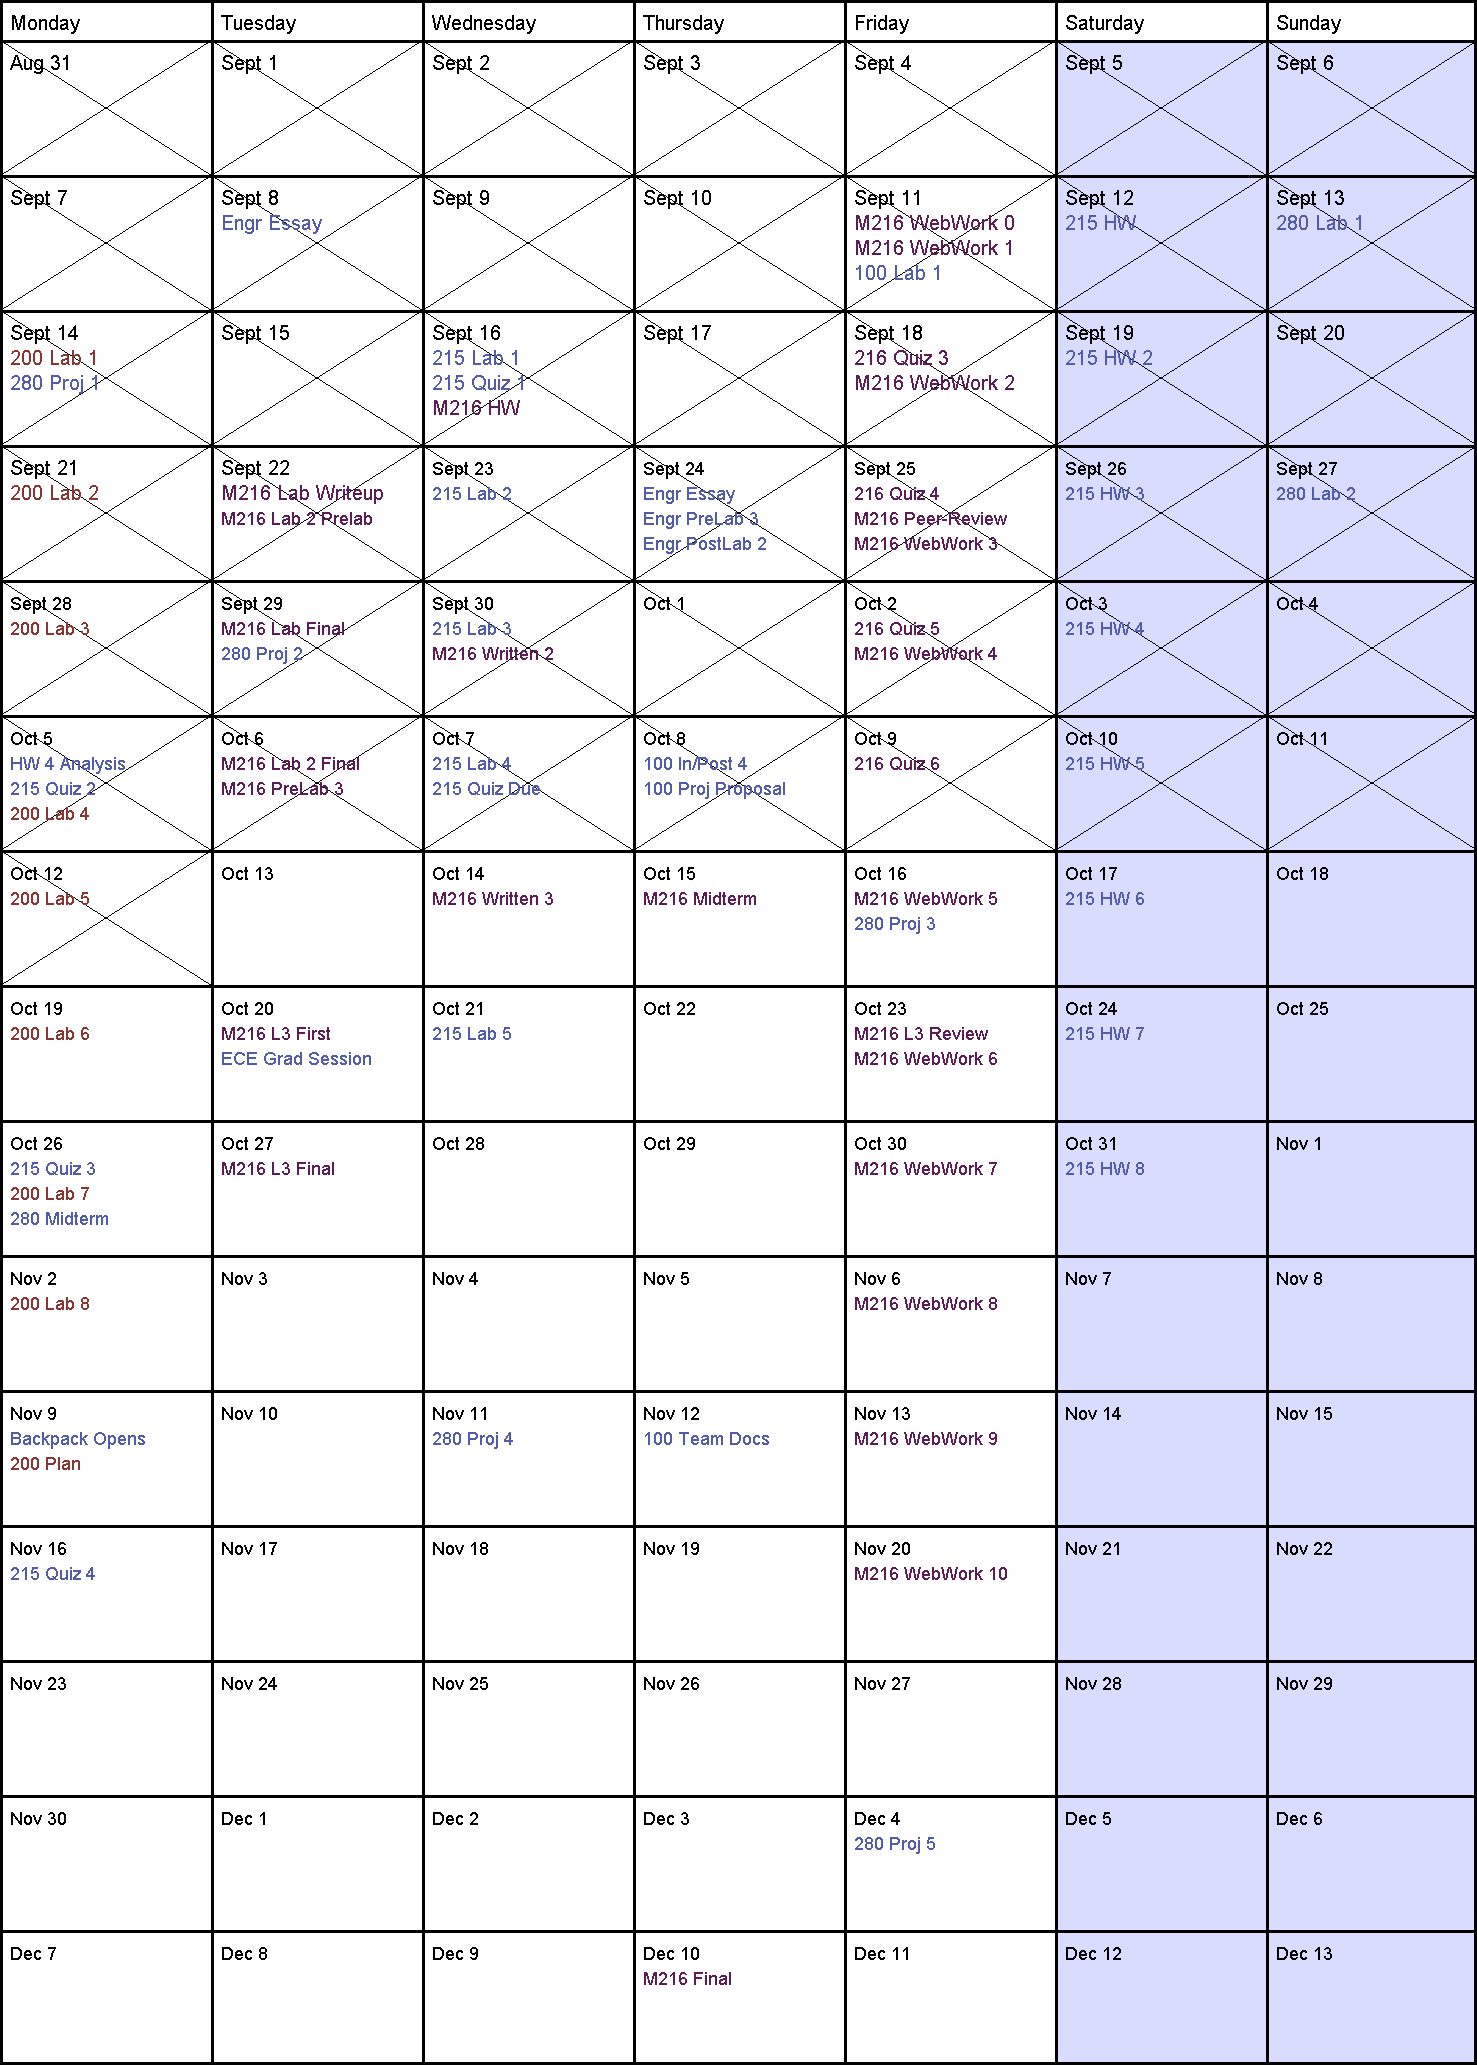 Monday Tuesday Wednesday Thursday Friday Saturday Sunday
Aug 31 Sept 1 Sept 2 Sept 3 Sept 4 Sept 5 Sept 6
Sept 7
Sept 8
Engr Essay
Sept 9
Sept 10
Sept 11
M216 WebWork 0
M216 WebWork 1
100 Lab 1
Sept 12
215 HW
Sept 13
280 Lab 1
Sept 14
200 Lab 1
280 Proj 1
Sept 15
Sept 16
215 Lab 1
215 Quiz 1
M216 HW
Sept 17
Sept 18
216 Quiz 3
M216 WebWork 2
Sept 19
215 HW 2
Sept 20
Sept 21
200 Lab 2
Sept 22
M216 Lab Writeup
M216 Lab 2 Prelab
Sept 23
215 Lab 2
Sept 24
Engr Essay
Engr PreLab 3
Engr PostLab 2
Sept 25
216 Quiz 4
M216 Peer-Review
M216 WebWork 3
Sept 26
215 HW 3
Sept 27
280 Lab 2
Sept 28
200 Lab 3
Sept 29
M216 Lab Final
280 Proj 2
Sept 30
215 Lab 3
M216 Written 2
Oct 1
Oct 2
216 Quiz 5
M216 WebWork 4
Oct 3
215 HW 4
Oct 4
Oct 5
HW 4 Analysis
215 Quiz 2
200 Lab 4
Oct 6
M216 Lab 2 Final
M216 PreLab 3
Oct 7
215 Lab 4
215 Quiz Due
Oct 8
100 In/Post 4
100 Proj Proposal
Oct 9
216 Quiz 6
Oct 10
215 HW 5
Oct 11
Oct 12
200 Lab 5
Oct 13
Oct 14
M216 Written 3
Oct 15
M216 Midterm
Oct 16
M216 WebWork 5
280 Proj 3
Oct 17
215 HW 6
Oct 18
Oct 19
200 Lab 6
Oct 20
M216 L3 First
ECE Grad Session
Oct 21
215 Lab 5
Oct 22
Oct 23
M216 L3 Review
M216 WebWork 6
Oct 24
215 HW 7
Oct 25
Oct 26
215 Quiz 3
200 Lab 7
280 Midterm
Oct 27
M216 L3 Final
Oct 28
Oct 29
Oct 30
M216 WebWork 7
Oct 31
215 HW 8
Nov 1
Nov 2
200 Lab 8
Nov 3
Nov 4
Nov 5
Nov 6
M216 WebWork 8
Nov 7
Nov 8
Nov 9
Backpack Opens
200 Plan
Nov 10
Nov 11
280 Proj 4
Nov 12
100 Team Docs
Nov 13
M216 WebWork 9
Nov 14
Nov 15
Nov 16
215 Quiz 4
Nov 17
Nov 18
Nov 19
Nov 20
M216 WebWork 10
Nov 21
Nov 22
Nov 23
Nov 24
Nov 25
Nov 26
Nov 27
Nov 28
Nov 29
Nov 30
Dec 1
Dec 2
Dec 3
Dec 4
280 Proj 5
Dec 5
Dec 6
Dec 7
Dec 8
Dec 9
Dec 10
M216 Final
Dec 11
Dec 12
Dec 13